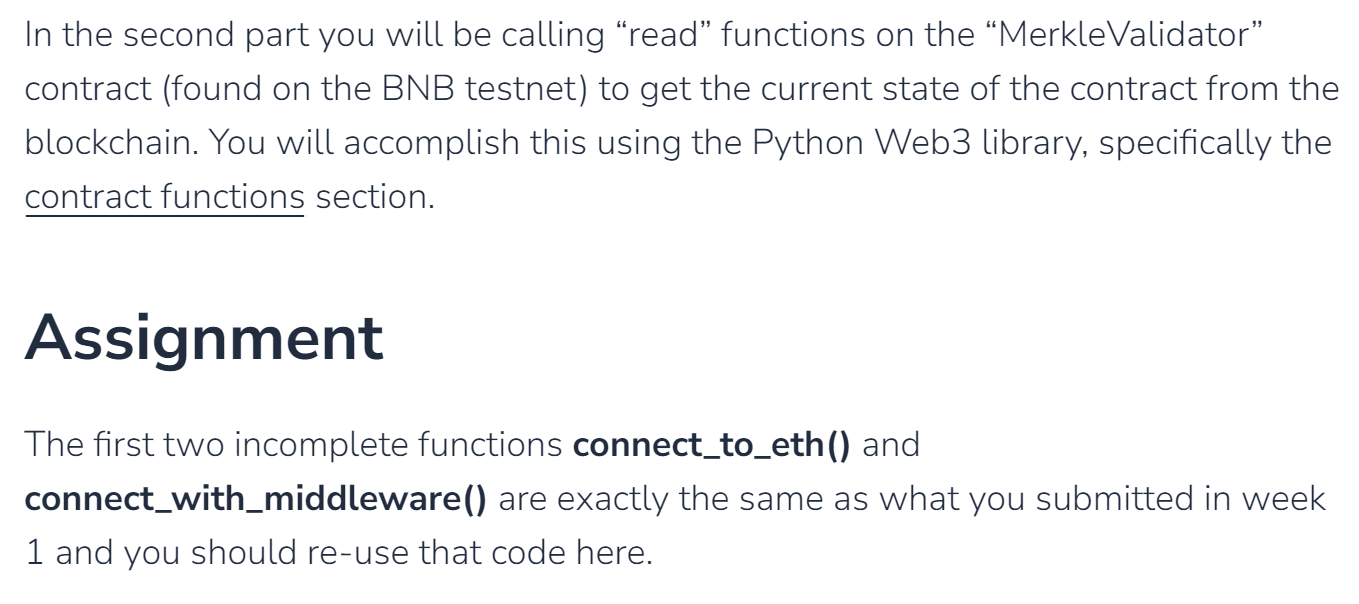 In the second part you will be calling “read” functions on the “MerkleValidator”
contract (found on the BNB testnet) to get the current state of the contract from the
blockchain. You will accomplish this using the Python Web3 library, specifically the
contract functions section.
Assignment
The first two incomplete functions connect_to_eth() and
connect_with_middleware() are exactly the same as what you submitted in week
1 and you should re-use that code here.